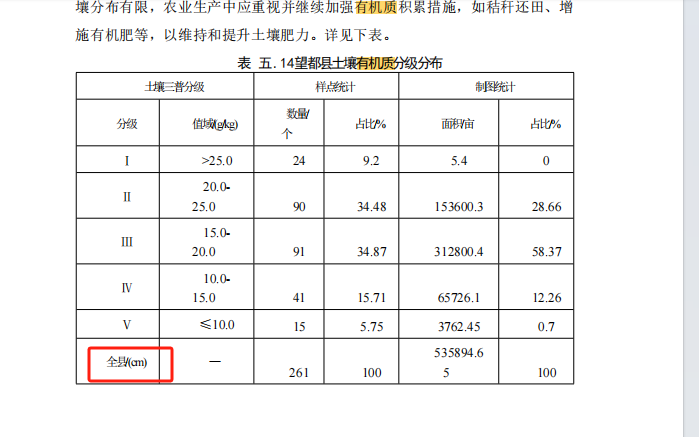 壤分布有限，农业生产中应重视并继续加强有机质积累措施，如秸秆还田、增
施有机肥等，以维持和提升土壤肥力。详见下表。
表 五.14望都县土壤有机质分级分布
土壤三普分级 样点统计 制图统计
分级 值域/(g/kg) 数量/个 占比/% 面积/亩 占比/%
I >25.0 24 9.2 5.4 0
II 20.0-25.0 90 34.48 153600.3 28.66
III 15.0-20.0 91 34.87 312800.4 58.37
IV 10.0-15.0 41 15.71 65726.1 12.26
V ≤10.0 15 5.75 3762.45 0.7
全县/(cm) — 261 100 535894.65 100